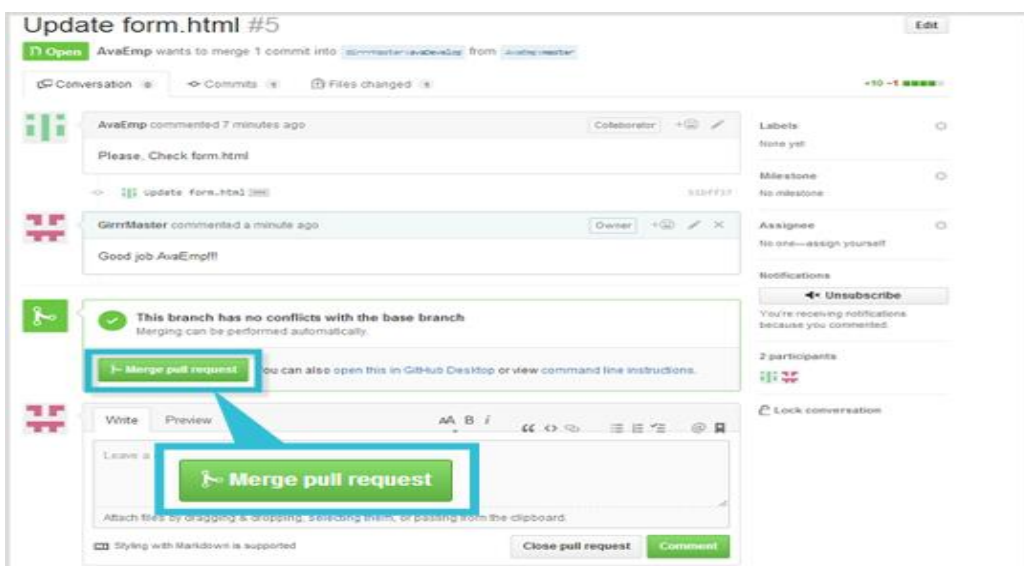 Update form.html #5
Edit
Open AvaEmp wants to merge 1 commit into from
Conversation Commits Files changed
+10 −1
AvaEmp commented 7 minutes ago Collaborator
Please, Check form.html
update form.html
GirrrMaster commented a minute ago Owner
Good job AvaEmp!!!
This branch has no conflicts with the base branch
Merging can be performed automatically.
Merge pull request ou can also open this in GitHub Desktop or view command line instructions.
Write Preview AA B i
Leave a
Merge pull request
Attach files by dragging & dropping, selecting them, or passing from the clipboard.
Styling with Markdown is supported
Close pull request Comment
Labels
None yet
Milestone
No milestone
Assignee
No one—assign yourself
Notifications
Unsubscribe
You're receiving notifications
because you commented.
2 participants
Lock conversation